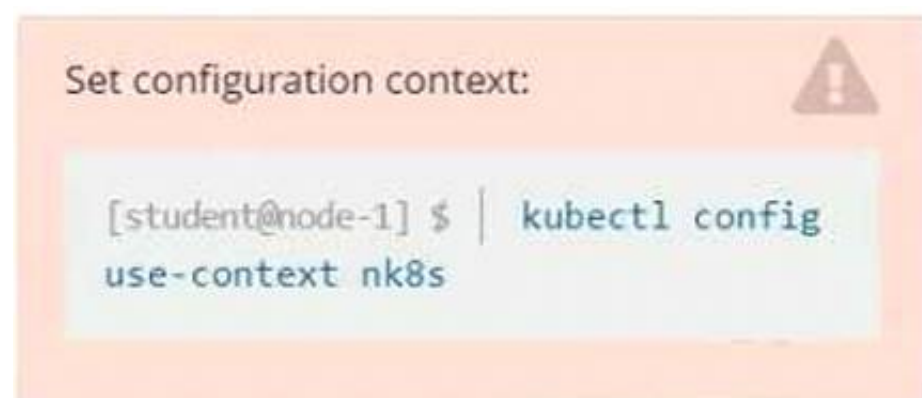 Set configuration context:
[student@node-1] $ | kubectl config
use-context nk8s